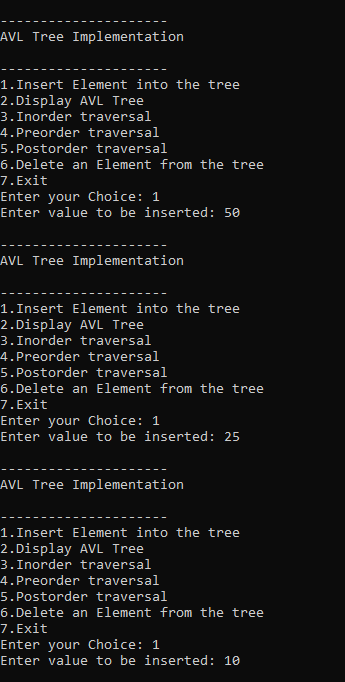 ---------------------
AVL Tree Implementation
---------------------
1.Insert Element into the tree
2.Display AVL Tree
3.Inorder traversal
4.Preorder traversal
5.Postorder traversal
6.Delete an Element from the tree
7.Exit
Enter your Choice: 1
Enter value to be inserted: 50
---------------------
AVL Tree Implementation
---------------------
1.Insert Element into the tree
2.Display AVL Tree
3.Inorder traversal
4.Preorder traversal
5.Postorder traversal
6.Delete an Element from the tree
7.Exit
Enter your Choice: 1
Enter value to be inserted: 25
---------------------
AVL Tree Implementation
---------------------
1.Insert Element into the tree
2.Display AVL Tree
3.Inorder traversal
4.Preorder traversal
5.Postorder traversal
6.Delete an Element from the tree
7.Exit
Enter your Choice: 1
Enter value to be inserted: 10